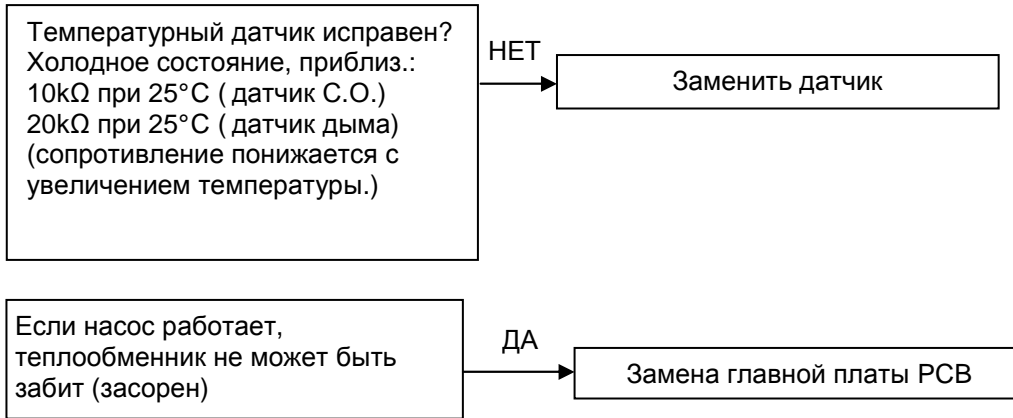 Температурный датчик исправен?
Холодное состояние, приблиз.:
10kΩ при 25°C ( датчик С.О.)
20kΩ при 25°C ( датчик дыма)
(сопротивление понижается с
увеличением температуры.)
НЕТ
Заменить датчик
Если насос работает,
теплообменник не может быть
забит (засорен)
ДА
Замена главной платы PCB